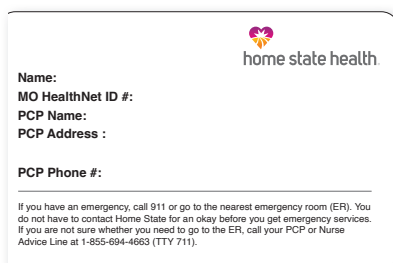 home state health.
Name:
MO HealthNet ID #:
PCP Name:
PCP Address :
PCP Phone #:
If you have an emergency, call 911 or go to the nearest emergency room (ER). You
do not have to contact Home State for an okay before you get emergency services.
If you are not sure whether you need to go to the ER, call your PCP or Nurse
Advice Line at 1-855-694-4663 (TTY 711).